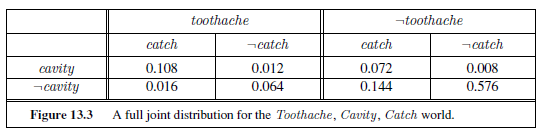 toothache ¬toothache
catch ¬catch catch ¬catch
cavity 0.108 0.012 0.072 0.008
¬cavity 0.016 0.064 0.144 0.576
Figure 13.3 A full joint distribution for the Toothache, Cavity, Catch world.